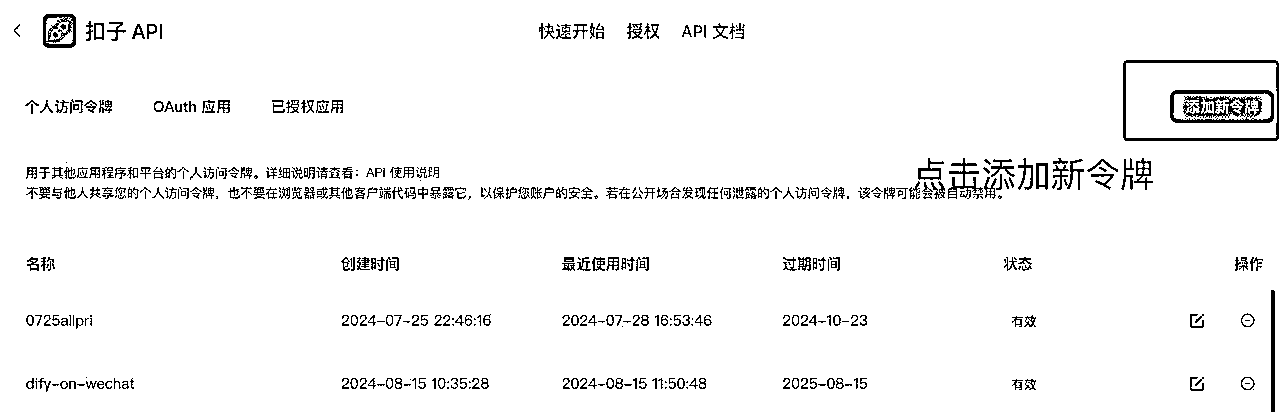 扣子 API 快速开始 授权 API 文档
个人访问令牌 OAuth 应用 已授权应用 添加新令牌
用于其他应用程序和平台的个人访问令牌。详细说明请查看：API 使用说明
点击添加新令牌
不要与他人共享您的个人访问令牌，也不要在浏览器或其他客户端代码中暴露它，以保护您账户的安全。若在公开场合发现任何泄露的个人访问令牌，该令牌可能会被自动禁用。
名称 创建时间 最近使用时间 过期时间 状态 操作
0725allpri 2024-07-25 22:46:16 2024-07-28 16:53:46 2024-10-23 有效
dify-on-wechat 2024-08-15 10:35:28 2024-08-15 11:50:48 2025-08-15 有效